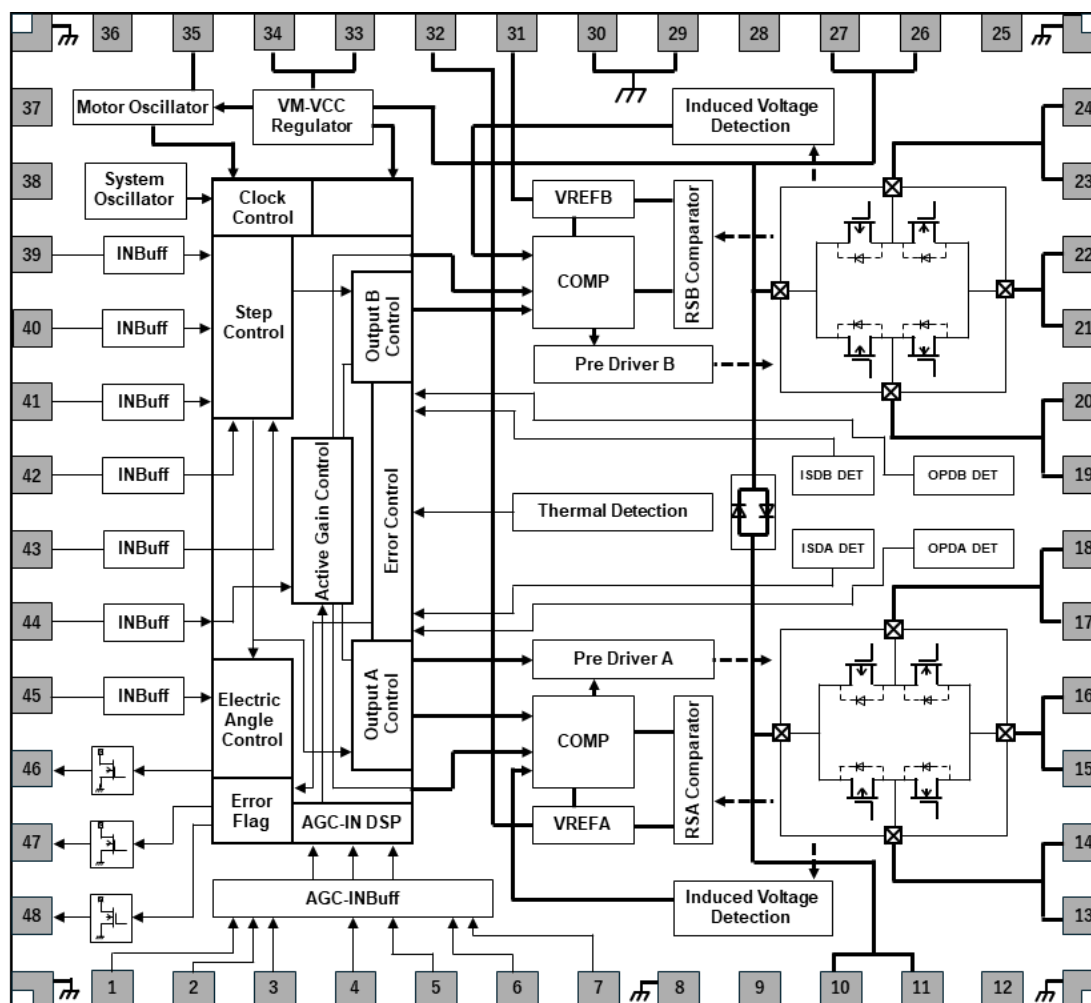 36
35
34
33
32
31
30
29
28
27
26
25
37
Motor Oscillator
VM-VCC
Regulator
Induced Voltage
Detection
24
38
System
Oscillator
Clock
Control
VREFB
RSB Comparator
23
39
INBuff
Step
Control
Output B
Control
COMP
22
40
INBuff
21
Pre Driver B
41
INBuff
20
42
INBuff
Active Gain Control
Error Control
ISDB DET
OPDB DET
19
Thermal Detection
43
INBuff
ISDA DET
OPDA DET
18
44
INBuff
17
Pre Driver A
45
INBuff
Electric
Angle
Control
Output A
Control
COMP
RSA Comparator
16
46
15
Error
Flag
AGC-IN DSP
VREFA
47
14
48
AGC-INBuff
Induced Voltage
Detection
13
1
2
3
4
5
6
7
8
9
10
11
12